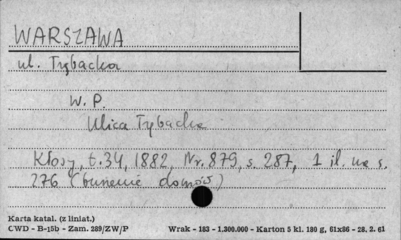 WARSZAWA
ul. Rybacka
W. P.
Ulica Rybacka
Kłosy, t. 34, 1882, Nr. 879, s. 287, 1 il. na s.
276 (burzenie domów)
Karta katal. (z liniat.)
CWD - B-15b - Zam. 289/ZW/P Wrak - 183 - 1.300.000 - Karton 5 kl. 180 g, 61x86 - 28. 2. 61